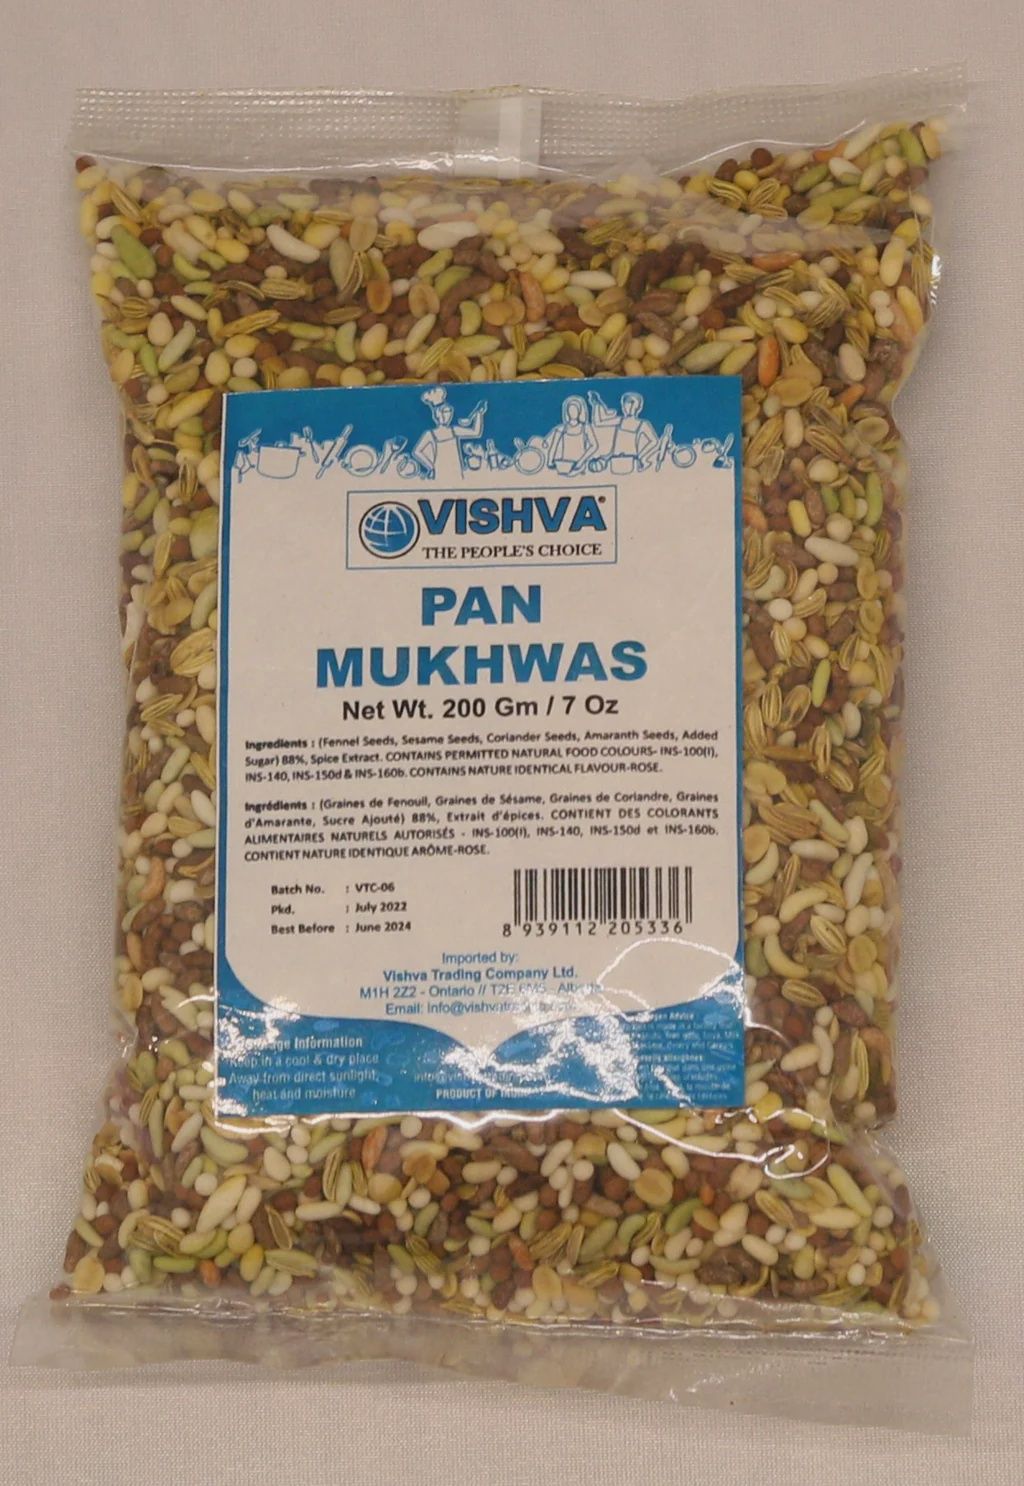 VISHVA®
THE PEOPLE'S CHOICE
PAN
MUKHWAS
Net Wt. 200 Gm / 7 Oz
Ingredients : (Fennel Seeds, Sesame Seeds, Coriander Seeds, Amaranth Seeds, Added
Sugar) 88%, Spice Extract. CONTAINS PERMITTED NATURAL FOOD COLOURS- INS-100(I),
INS-140, INS-150d & INS-160b. CONTAINS NATURE IDENTICAL FLAVOUR-ROSE.
Ingrédients : (Graines de Fenouil, Graines de Sésame, Graines de Coriandre, Graines
d'Amarante, Sucre Ajouté) 88%, Extrait d'épices. CONTIENT DES COLORANTS
ALIMENTAIRES NATURELS AUTORISÉS - INS-100(I), INS-140, INS-150d et INS-160b.
CONTIENT NATURE IDENTIQUE ARÔME-ROSE.
Batch No. : VTC-06
Pkd. : July 2022
Best Before : June 2024
8 939112 205336
Imported by:
Vishva Trading Company Ltd.
M1H 2Z2 - Ontario // T2E
Email:
Information
Keep in a cool & dry place
Away from direct sunlight,
heat and moisture
PRODUCT OF